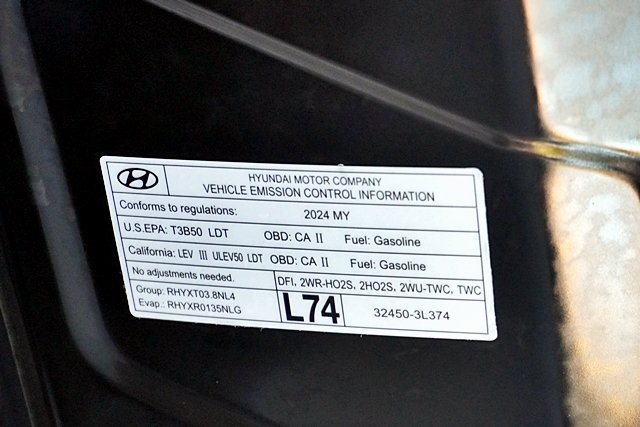 HYUNDAI MOTOR COMPANY
VEHICLE EMISSION CONTROL INFORMATION
Conforms to regulations: 2024 MY
U.S.EPA: T3B50 LDT OBD: CA II Fuel: Gasoline
California: LEV III ULEV50 LDT OBD: CA II Fuel: Gasoline
No adjustments needed.
DFI, 2WR-HO2S, 2HO2S, 2WU-TWC, TWC
Group: RHYXT03.8NL4
Evap.: RHYXR0135NLG
L74
32450-3L374